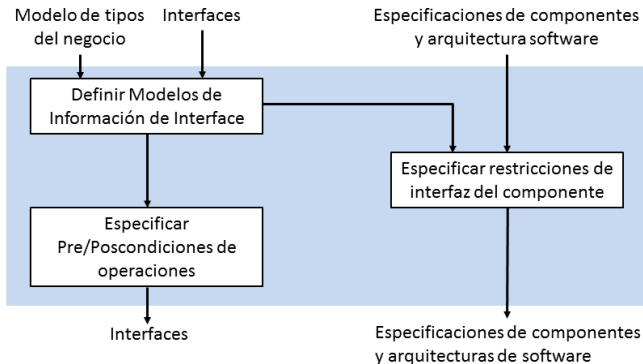 Modelo de tipos
del negocio
Interfaces
Especificaciones de componentes
y arquitectura software
Definir Modelos de
Información de Interface
Especificar restricciones de
interfaz del componente
Especificar
Pre/Poscondiciones de
operaciones
Interfaces
Especificaciones de componentes
y arquitecturas de software